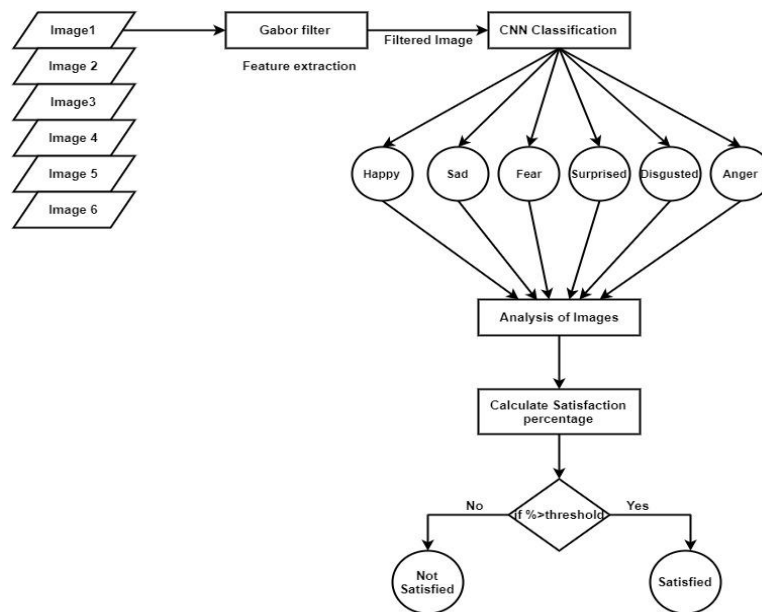 Image1
Gabor filter
Filtered Image
CNN Classification
Image 2
Feature extraction
Image3
Image 4
Image 5
Image 6
Happy
Sad
Fear
Surprised
Disgusted
Anger
Analysis of Images
Calculate Satisfaction
percentage
No
if %>threshold
Yes
Not
Satisfied
Satisfied